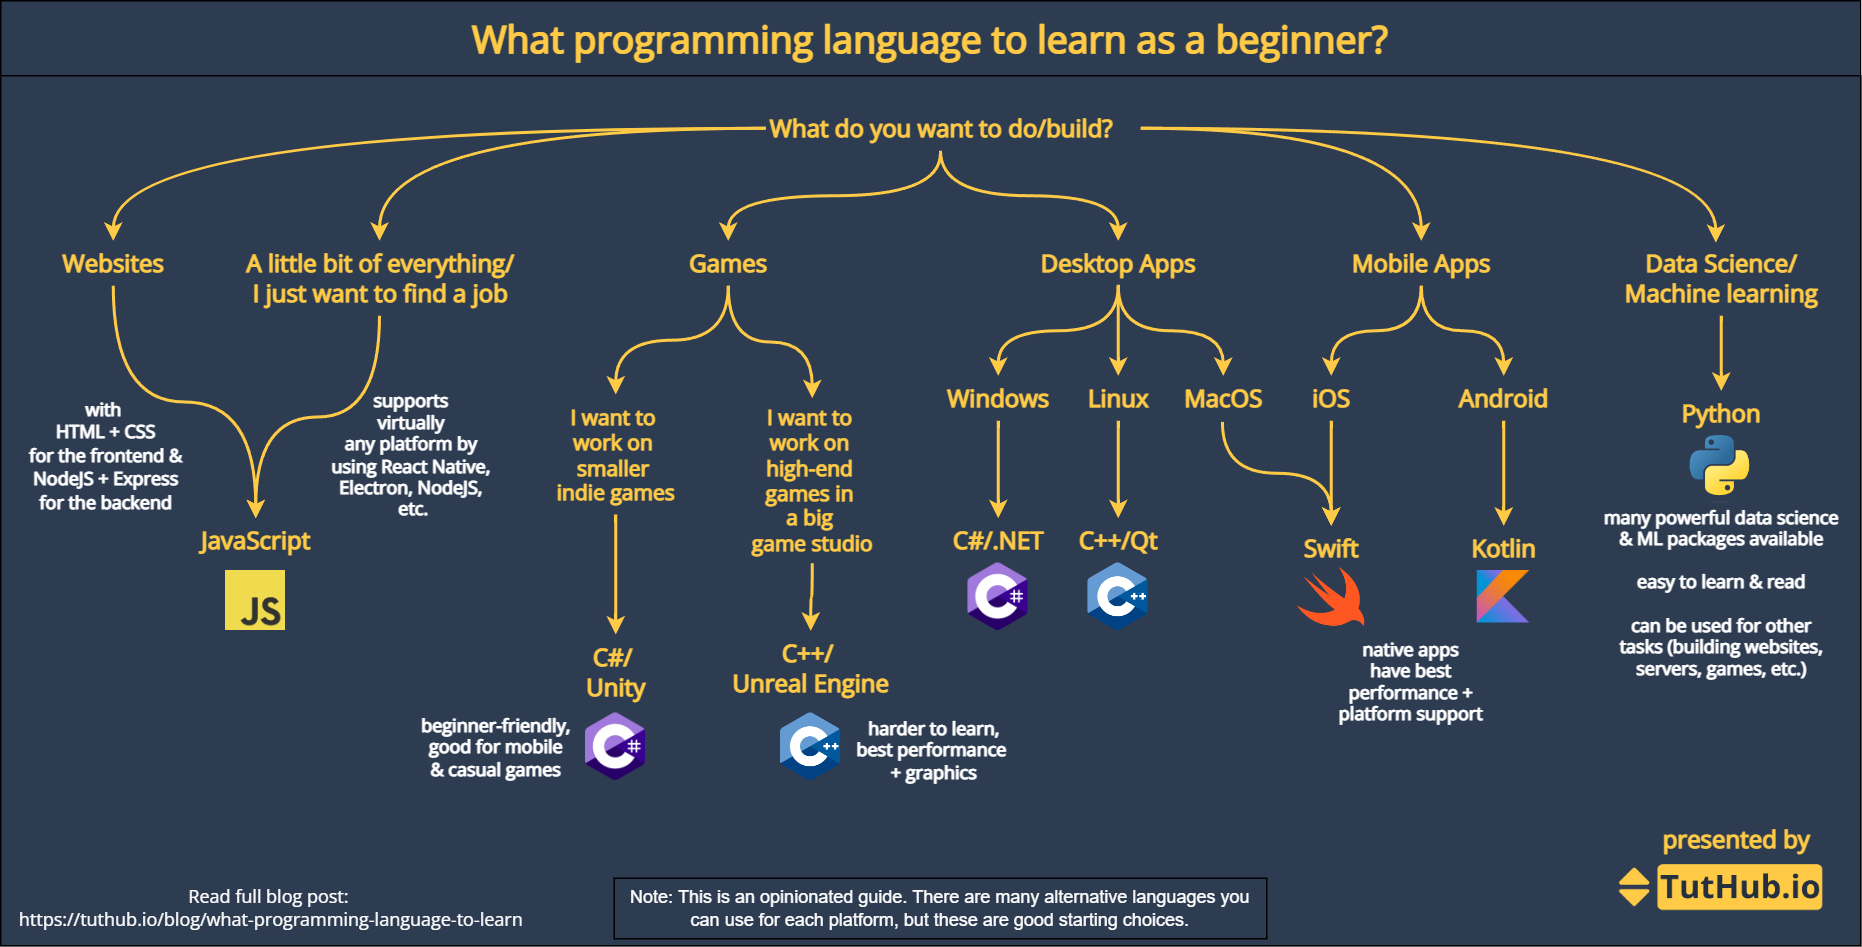 What programming language to learn as a beginner?
What do you want to do/build?
Websites
A little bit of everything/
I just want to find a job
Games
Desktop Apps
Mobile Apps
Data Science/
Machine learning
with
HTML + CSS
for the frontend &
NodeJS + Express
for the backend
supports
virtually
any platform by
using React Native,
Electron, NodeJS,
etc.
JavaScript
JS
I want to
work on
smaller
indie games
I want to
work on
high-end
games in
a big
game studio
C#/
Unity
C#
beginner-friendly,
good for mobile
& casual games
C++/
Unreal Engine
C++
harder to learn,
best performance
+ graphics
Windows
Linux
MacOS
iOS
Android
C#/.NET
C#
C++/Qt
C++
Swift
Kotlin
native apps
have best
performance +
platform support
Python
many powerful data science
& ML packages available
easy to learn & read
can be used for other
tasks (building websites,
servers, games, etc.)
Read full blog post:
https://tuthub.io/blog/what-programming-language-to-learn
Note: This is an opinionated guide. There are many alternative languages you
can use for each platform, but these are good starting choices.
presented by
TutHub.io